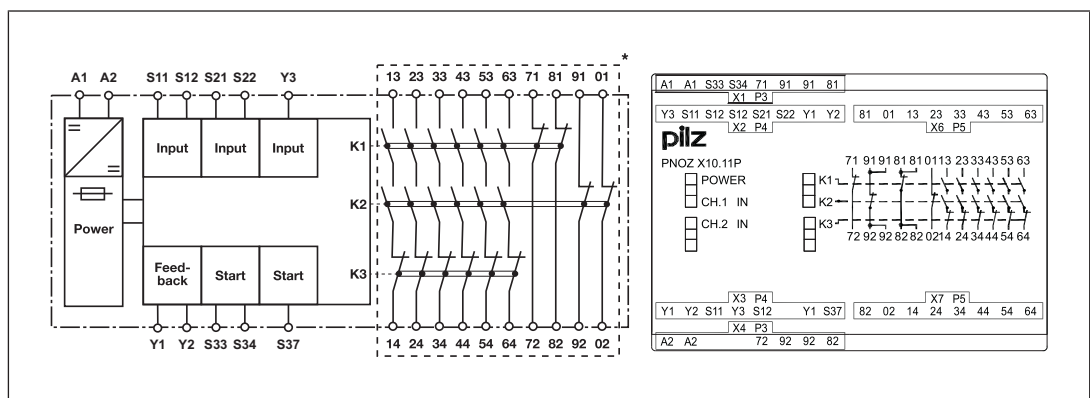 *
A1 A2 S11 S12 S21 S22 Y3 13 23 33 43 53 63 71 81 91 01
Input Input Input
K1
K2
Power
Feed-
back
Start Start
K3
Y1 Y2 S33 S34 S37 14 24 34 44 54 64 72 82 92 02
A1 A1 S33 S34 71 91 91 81
X1 P3
Y3 S11 S12 S12 S21 S22 Y1 Y2 81 01 13 23 33 43 53 63
X2 P4 X6 P5
pilz
PNOZ X10.11P
71 91 91 81 81 01 13 23 33 43 53 63
POWER K1
K2
CH.1 IN
CH.2 IN K3
72 92 92 82 82 02 14 24 34 44 54 64
X3 P4 X7 P5
Y1 Y2 S11 Y3 S12 Y1 S37 82 02 14 24 34 44 54 64
X4 P3
A2 A2 72 92 92 82